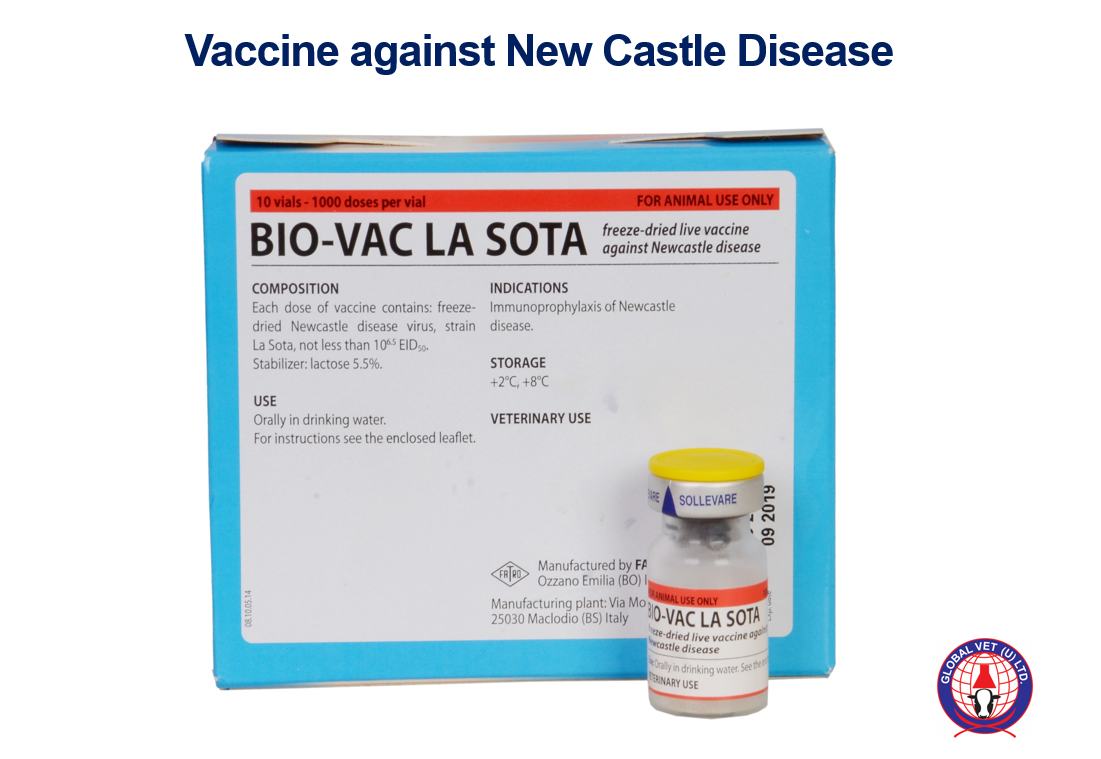 Vaccine against New Castle Disease
10 vials - 1000 doses per vial
FOR ANIMAL USE ONLY
BIO-VAC LA SOTA
freeze-dried live vaccine
against Newcastle disease
COMPOSITION
Each dose of vaccine contains: freeze-
dried Newcastle disease virus, strain
La Sota, not less than 10⁶·⁵ EID₅₀.
Stabilizer: lactose 5.5%.
USE
Orally in drinking water.
For instructions see the enclosed leaflet.
INDICATIONS
Immunoprophylaxis of Newcastle
disease.
STORAGE
+2°C, +8°C
VETERINARY USE
FATRO
Manufactured by
Ozzano Emilia (BO)
Manufacturing plant: Via
25030 Maclodio (BS) Italy
08.10.05.14
09 2019
SOLLEVARE
ANIMAL USE ONLY
BIO-VAC LA SOTA
freeze-dried live vaccine against
Newcastle disease
Orally in drinking water. See the
VETERINARY USE
GLOBAL VET (U) LTD.